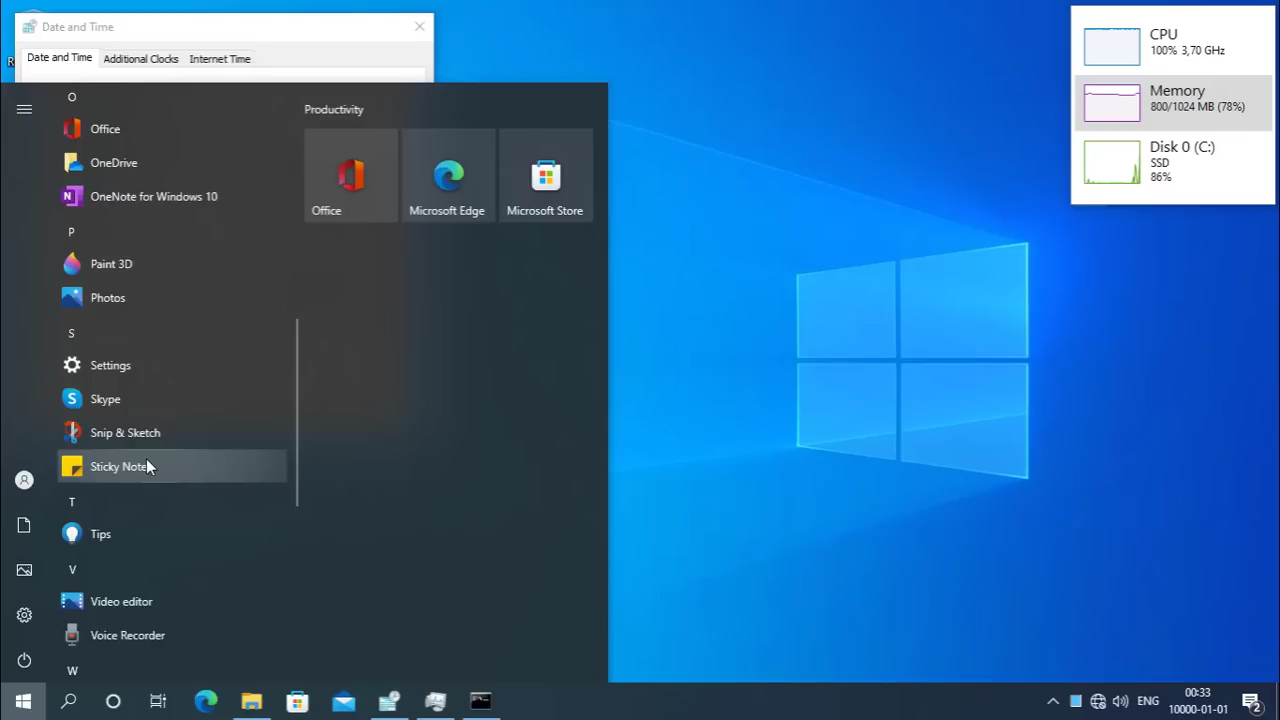 Date and Time
Date and Time
Additional Clocks
Internet Time
O
Office
OneDrive
OneNote for Windows 10
P
Paint 3D
Photos
S
Settings
Skype
Snip & Sketch
Sticky Note
T
Tips
V
Video editor
Voice Recorder
W
Productivity
Office
Microsoft Edge
Microsoft Store
CPU
100% 3,70 GHz
Memory
800/1024 MB (78%)
Disk 0 (C:)
SSD
86%
ENG
00:33
10000-01-01
2